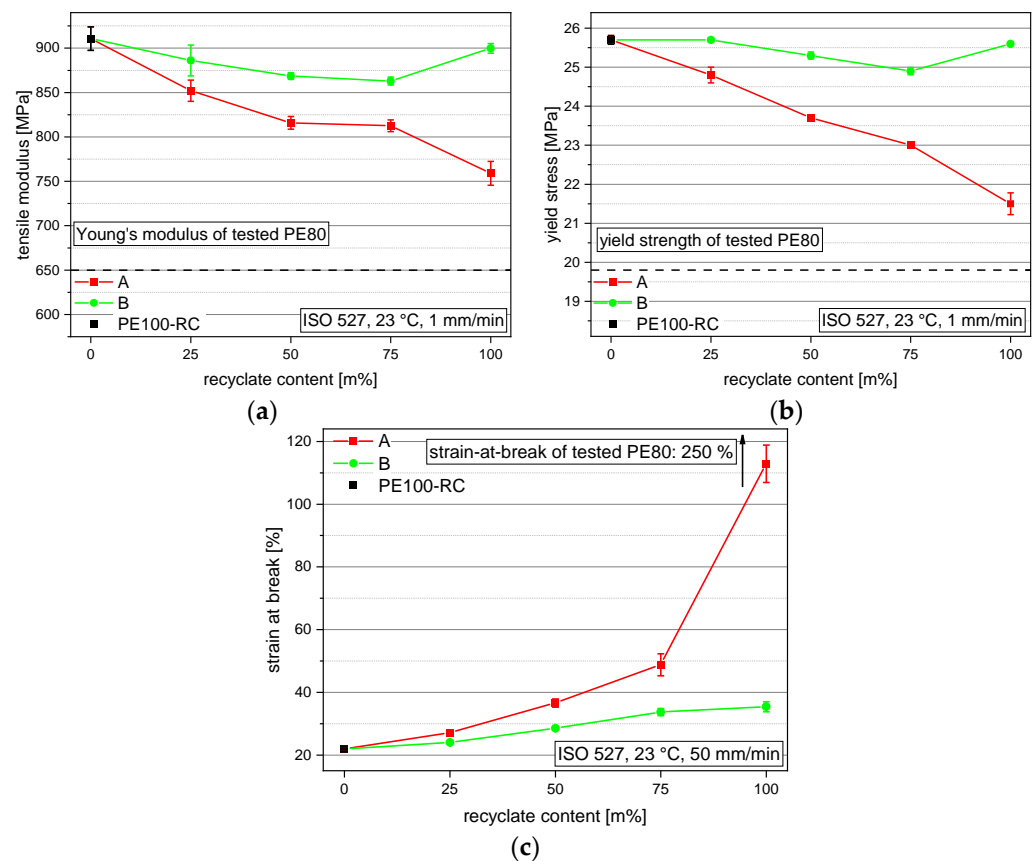 900
850
800
750
700
650
600
tensile modulus [MPa]
Young's modulus of tested PE80
A
B
PE100-RC
ISO 527, 23 °C, 1 mm/min
0 25 50 75 100
recyclate content [m%]
(a)
26
25
24
23
22
21
20
19
yield stress [MPa]
yield strength of tested PE80
A
B
PE100-RC
ISO 527, 23 °C, 1 mm/min
0 25 50 75 100
recyclate content [m%]
(b)
120
100
80
60
40
20
strain at break [%]
A
B
PE100-RC
strain-at-break of tested PE80: 250 %
ISO 527, 23 °C, 50 mm/min
0 25 50 75 100
recyclate content [m%]
(c)